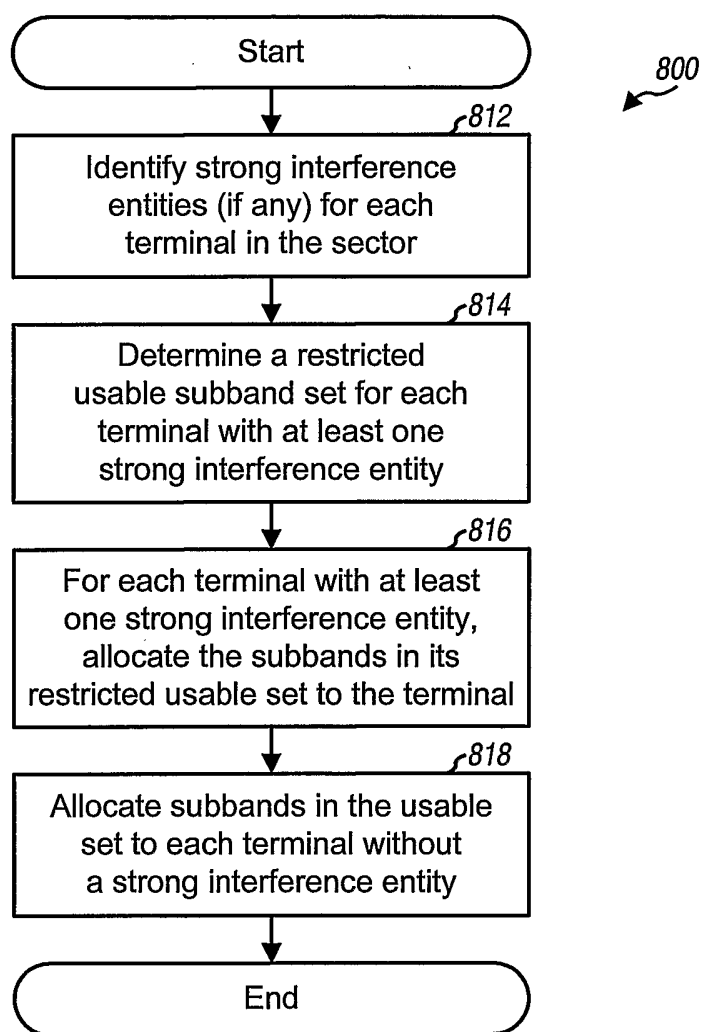 Start
800
812
Identify strong interference
entities (if any) for each
terminal in the sector
814
Determine a restricted
usable subband set for each
terminal with at least one
strong interference entity
816
For each terminal with at least
one strong interference entity,
allocate the subbands in its
restricted usable set to the terminal
818
Allocate subbands in the usable
set to each terminal without
a strong interference entity
End